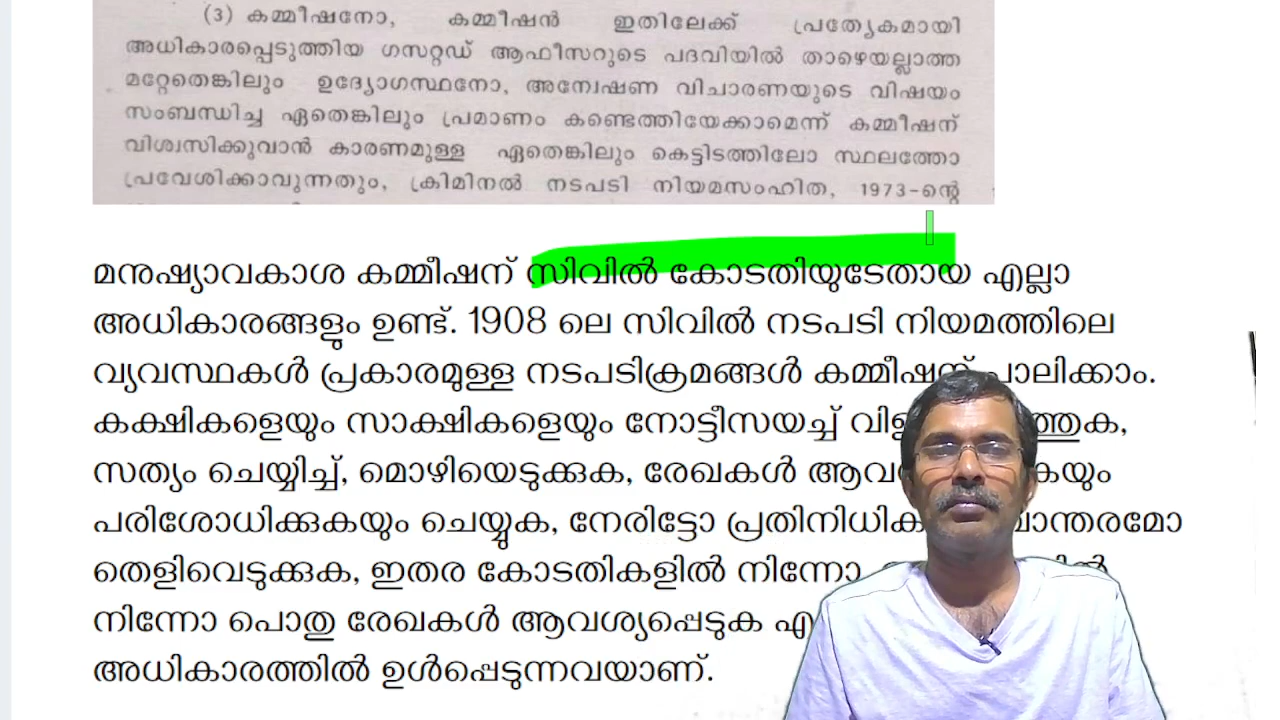 (3) കമ്മീഷനോ, കമ്മീഷൻ ഇതിലേക്ക് പ്രത്യേകമായി
അധികാരപ്പെടുത്തിയ ഗസറ്റഡ് ആഫീസറുടെ പദവിയിൽ താഴെയല്ലാത്ത
മറ്റേതെങ്കിലും ഉദ്യോഗസ്ഥനോ, അന്വേഷണ വിചാരണയുടെ വിഷയം
സംബന്ധിച്ച ഏതെങ്കിലും പ്രമാണം കണ്ടെത്തിയേക്കാമെന്ന് കമ്മീഷന്
വിശ്വസിക്കുവാൻ കാരണമുള്ള ഏതെങ്കിലും കെട്ടിടത്തിലോ സ്ഥലത്തോ
പ്രവേശിക്കാവുന്നതും, ക്രിമിനൽ നടപടി നിയമസംഹിത, 1973-ന്റെ
മനുഷ്യാവകാശ കമ്മീഷന് സിവിൽ കോടതിയുടേതായ എല്ലാ
അധികാരങ്ങളും ഉണ്ട്. 1908 ലെ സിവിൽ നടപടി നിയമത്തിലെ
വ്യവസ്ഥകൾ പ്രകാരമുള്ള നടപടിക്രമങ്ങൾ കമ്മീഷന് പാലിക്കാം.
കക്ഷികളെയും സാക്ഷികളെയും നോട്ടീസയച്ച്
സത്യം ചെയ്യിച്ച്, മൊഴിയെടുക്കുക, രേഖകൾ
പരിശോധിക്കുകയും ചെയ്യുക, നേരിട്ടോ
തെളിവെടുക്കുക, ഇതര കോടതികളിൽ നിന്നോ
നിന്നോ പൊതു രേഖകൾ ആവശ്യപ്പെടുക
അധികാരത്തിൽ ഉൾപ്പെടുന്നവയാണ്.